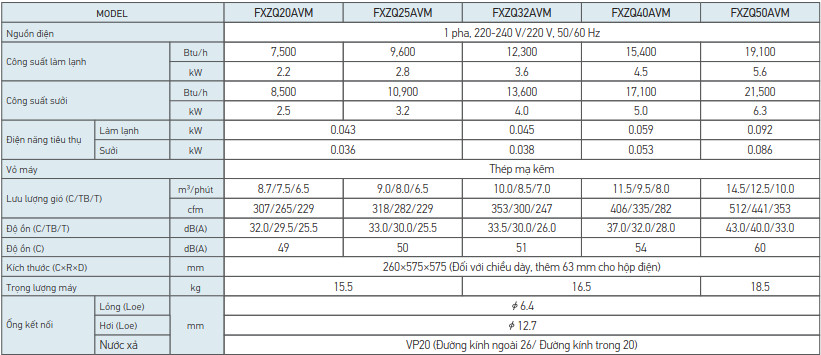 MODEL FXZQ20AVM FXZQ25AVM FXZQ32AVM FXZQ40AVM FXZQ50AVM
Nguồn điện 1 pha, 220-240 V/220 V, 50/60 Hz
Công suất làm lạnh Btu/h 7,500 9,600 12,300 15,400 19,100
kW 2.2 2.8 3.6 4.5 5.6
Công suất sưởi Btu/h 8,500 10,900 13,600 17,100 21,500
kW 2.5 3.2 4.0 5.0 6.3
Điện năng tiêu thụ Làm lạnh kW 0.043 0.045 0.059 0.092
Sưởi kW 0.036 0.038 0.053 0.086
Vỏ máy Thép mạ kẽm
Lưu lượng gió (C/TB/T) m³/phút 8.7/7.5/6.5 9.0/8.0/6.5 10.0/8.5/7.0 11.5/9.5/8.0 14.5/12.5/10.0
cfm 307/265/229 318/282/229 353/300/247 406/335/282 512/441/353
Độ ồn (C/TB/T) dB(A) 32.0/29.5/25.5 33.0/30.0/25.5 33.5/30.0/26.0 37.0/32.0/28.0 43.0/40.0/33.0
Độ ồn (C) dB(A) 49 50 51 54 60
Kích thước (C×R×D) mm 260×575×575 (Đối với chiều dày, thêm 63 mm cho hộp điện)
Trọng lượng máy kg 15.5 16.5 18.5
Ống kết nối Lỏng (Loe) mm ϕ 6.4
Hơi (Loe) ϕ 12.7
Nước xả VP20 (Đường kính ngoài 26/ Đường kính trong 20)